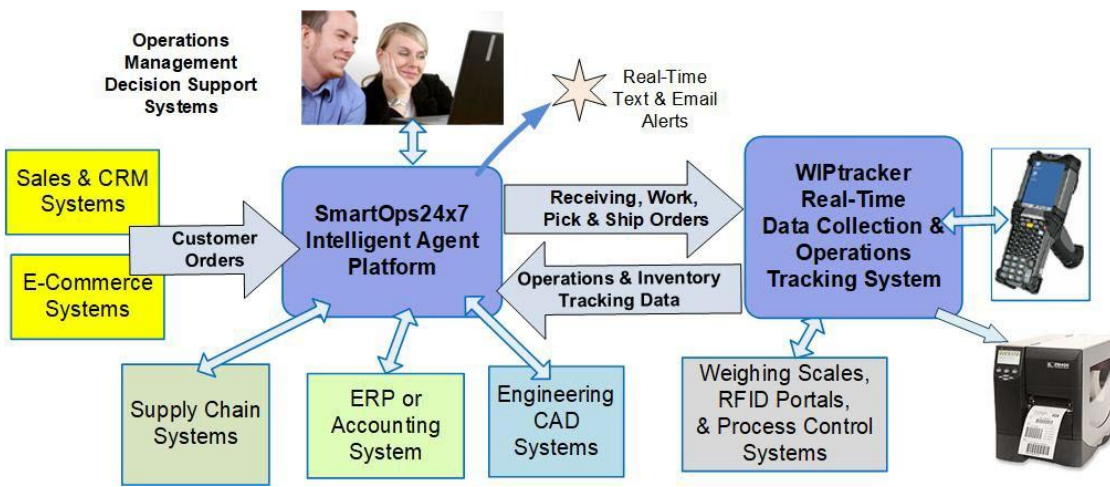 Operations
Management
Decision Support
Systems
Real-Time
Text & Email
Alerts
Sales & CRM
Systems
E-Commerce
Systems
Customer
Orders
SmartOps24x7
Intelligent Agent
Platform
Receiving, Work,
Pick & Ship Orders
Operations & Inventory
Tracking Data
WIPtracker
Real-Time
Data Collection &
Operations
Tracking System
Supply Chain
Systems
ERP or
Accounting
System
Engineering
CAD
Systems
Weighing Scales,
RFID Portals,
& Process Control
Systems